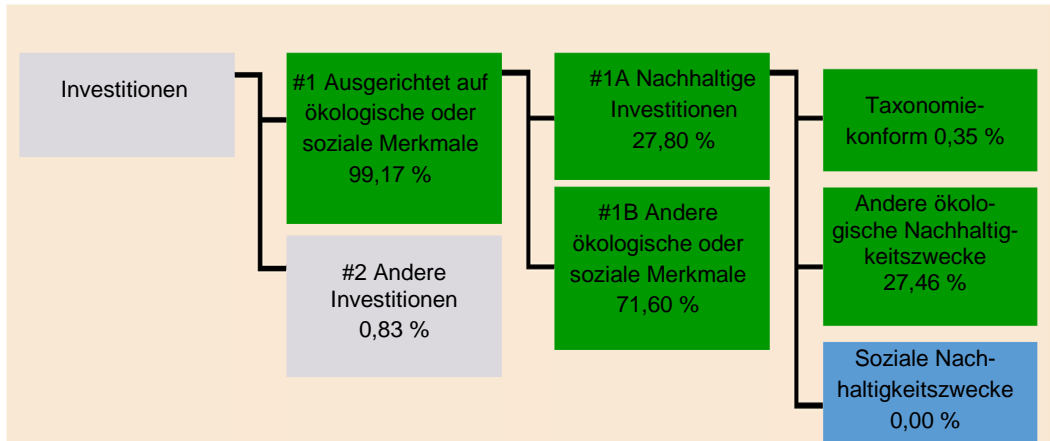 Investitionen
#1 Ausgerichtet auf
ökologische oder
soziale Merkmale
99,17 %
#2 Andere
Investitionen
0,83 %
#1A Nachhaltige
Investitionen
27,80 %
#1B Andere
ökologische oder
soziale Merkmale
71,60 %
Taxonomie-
konform 0,35 %
Andere ökolo-
gische Nachhaltig-
keitszwecke
27,46 %
Soziale Nach-
haltigkeitszwecke
0,00 %